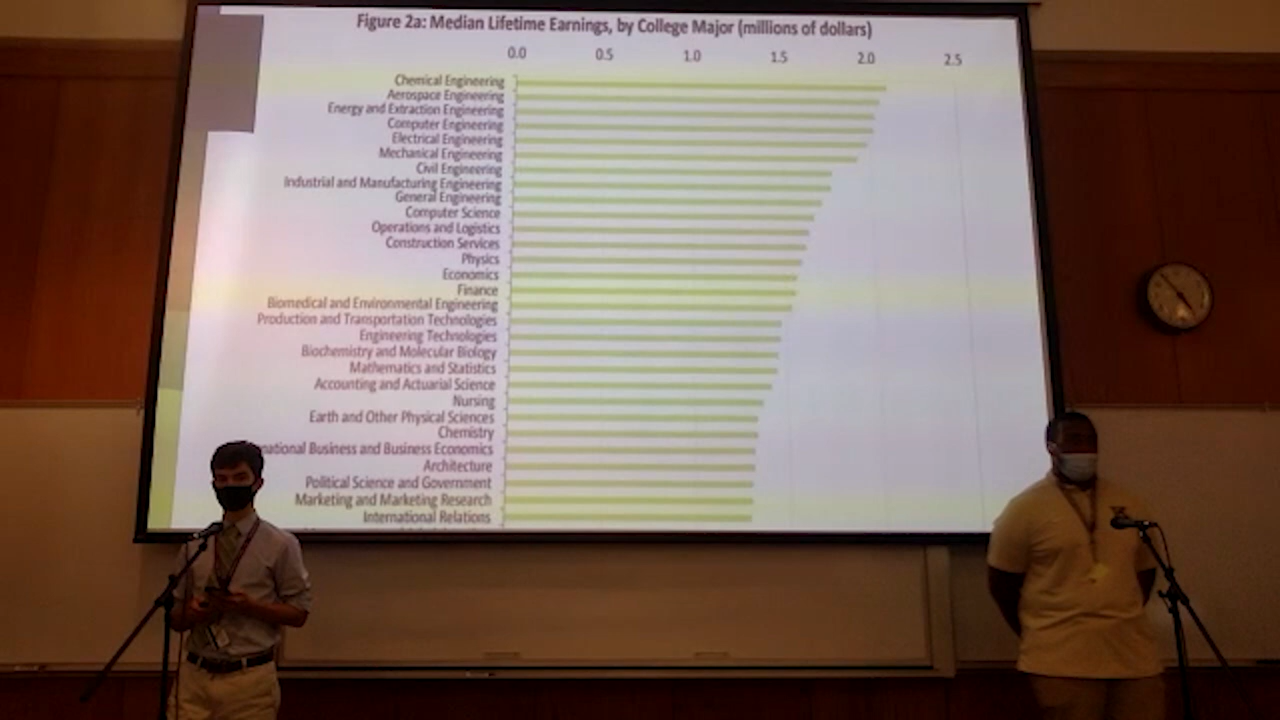 Figure 2a: Median Lifetime Earnings, by College Major (millions of dollars)
0.0 0.5 1.0 1.5 2.0 2.5
Chemical Engineering
Aerospace Engineering
Energy and Extraction Engineering
Computer Engineering
Electrical Engineering
Mechanical Engineering
Civil Engineering
Industrial and Manufacturing Engineering
General Engineering
Computer Science
Operations and Logistics
Construction Services
Physics
Economics
Finance
Biomedical and Environmental Engineering
Production and Transportation Technologies
Engineering Technologies
Biochemistry and Molecular Biology
Mathematics and Statistics
Accounting and Actuarial Science
Nursing
Earth and Other Physical Sciences
Chemistry
national Business and Business Economics
Architecture
Political Science and Government
Marketing and Marketing Research
International Relations